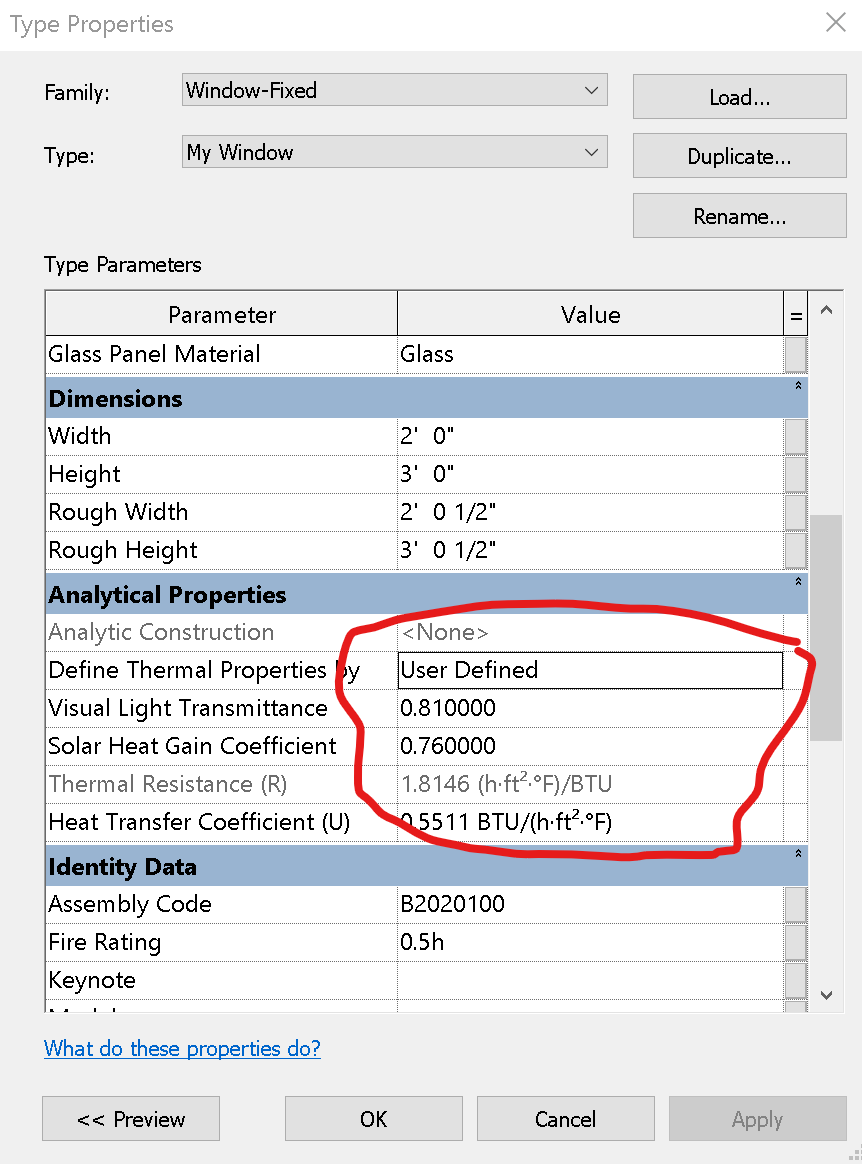 Type Properties
Family: Window-Fixed Load...
Type: My Window Duplicate...
Rename...
Type Parameters
Parameter Value =
Glass Panel Material Glass
Dimensions
Width 2' 0"
Height 3' 0"
Rough Width 2' 0 1/2"
Rough Height 3' 0 1/2"
Analytical Properties
Analytic Construction <None>
Define Thermal Properties by User Defined
Visual Light Transmittance 0.810000
Solar Heat Gain Coefficient 0.760000
Thermal Resistance (R) 1.8146 (h·ft²·°F)/BTU
Heat Transfer Coefficient (U) 0.5511 BTU/(h·ft²·°F)
Identity Data
Assembly Code B2020100
Fire Rating 0.5h
Keynote
What do these properties do?
<< Preview OK Cancel Apply